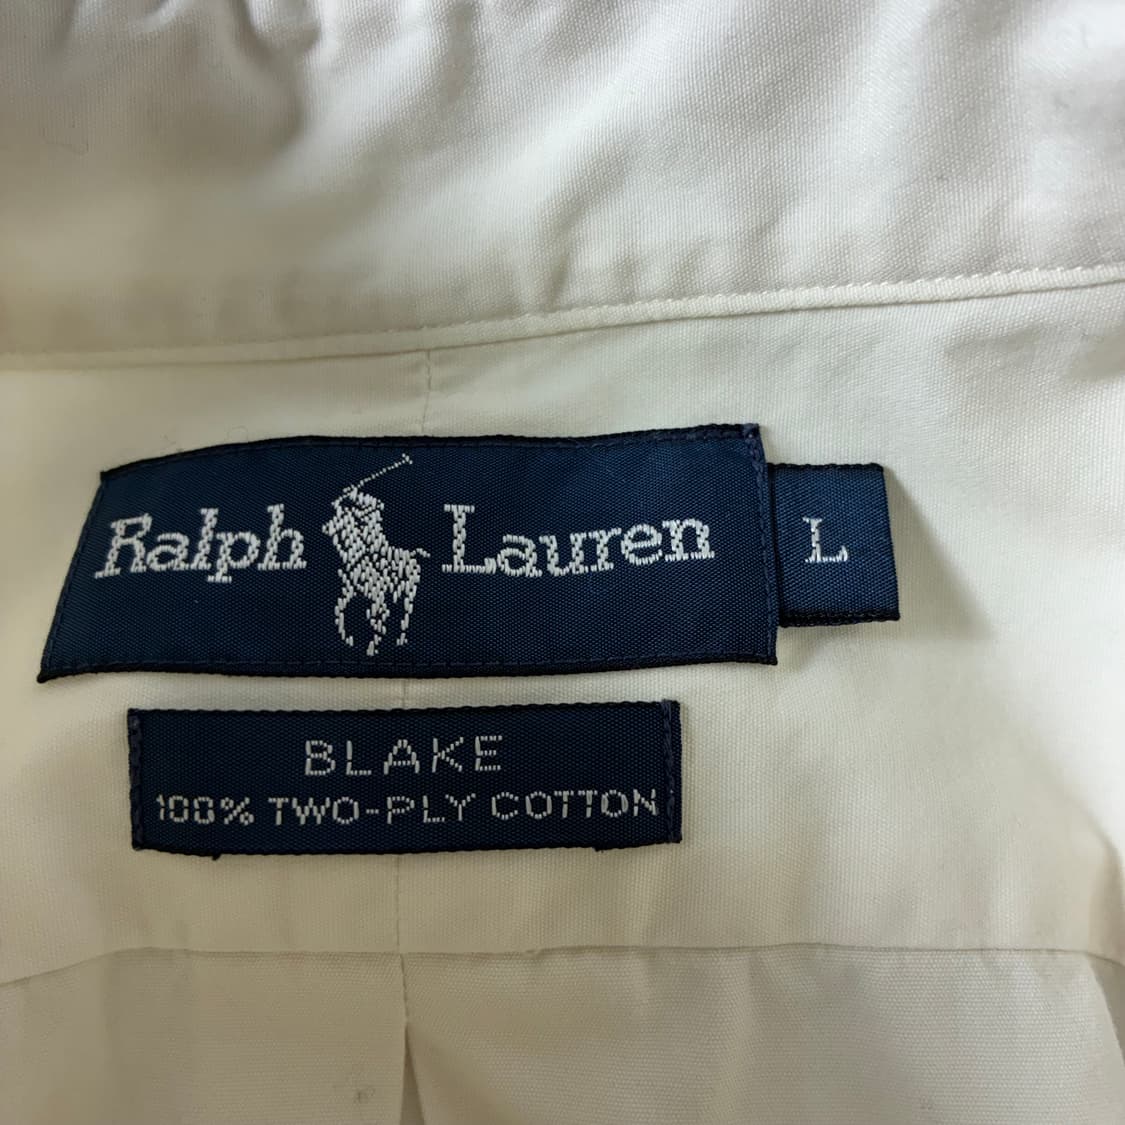 Ralph Lauren L
BLAKE
100% TWO-PLY COTTON